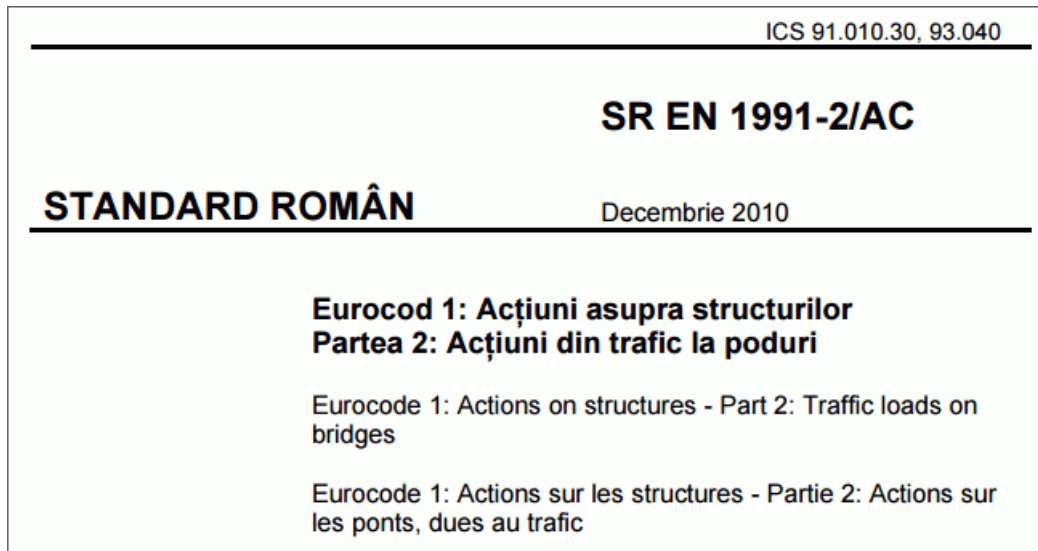 ICS 91.010.30, 93.040
SR EN 1991-2/AC
STANDARD ROMÂN
Decembrie 2010
Eurocod 1: Acțiuni asupra structurilor
Partea 2: Acțiuni din trafic la poduri
Eurocode 1: Actions on structures - Part 2: Traffic loads on
bridges
Eurocode 1: Actions sur les structures - Partie 2: Actions sur
les ponts, dues au trafic